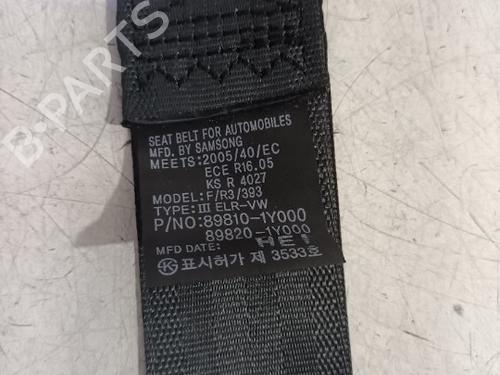 SEAT BELT FOR AUTOMOBILES
MFD. BY SAMSONG
MEETS:2005/40/EC
ECE R16.05
KS R 4027
MODEL: F/R3/393
TYPE: III ELR-VW
P/NO:89810-1Y000
89820-1Y000
MFD DATE: HE1
표시허가 제 3533호
B-PARTS
B-PARTS